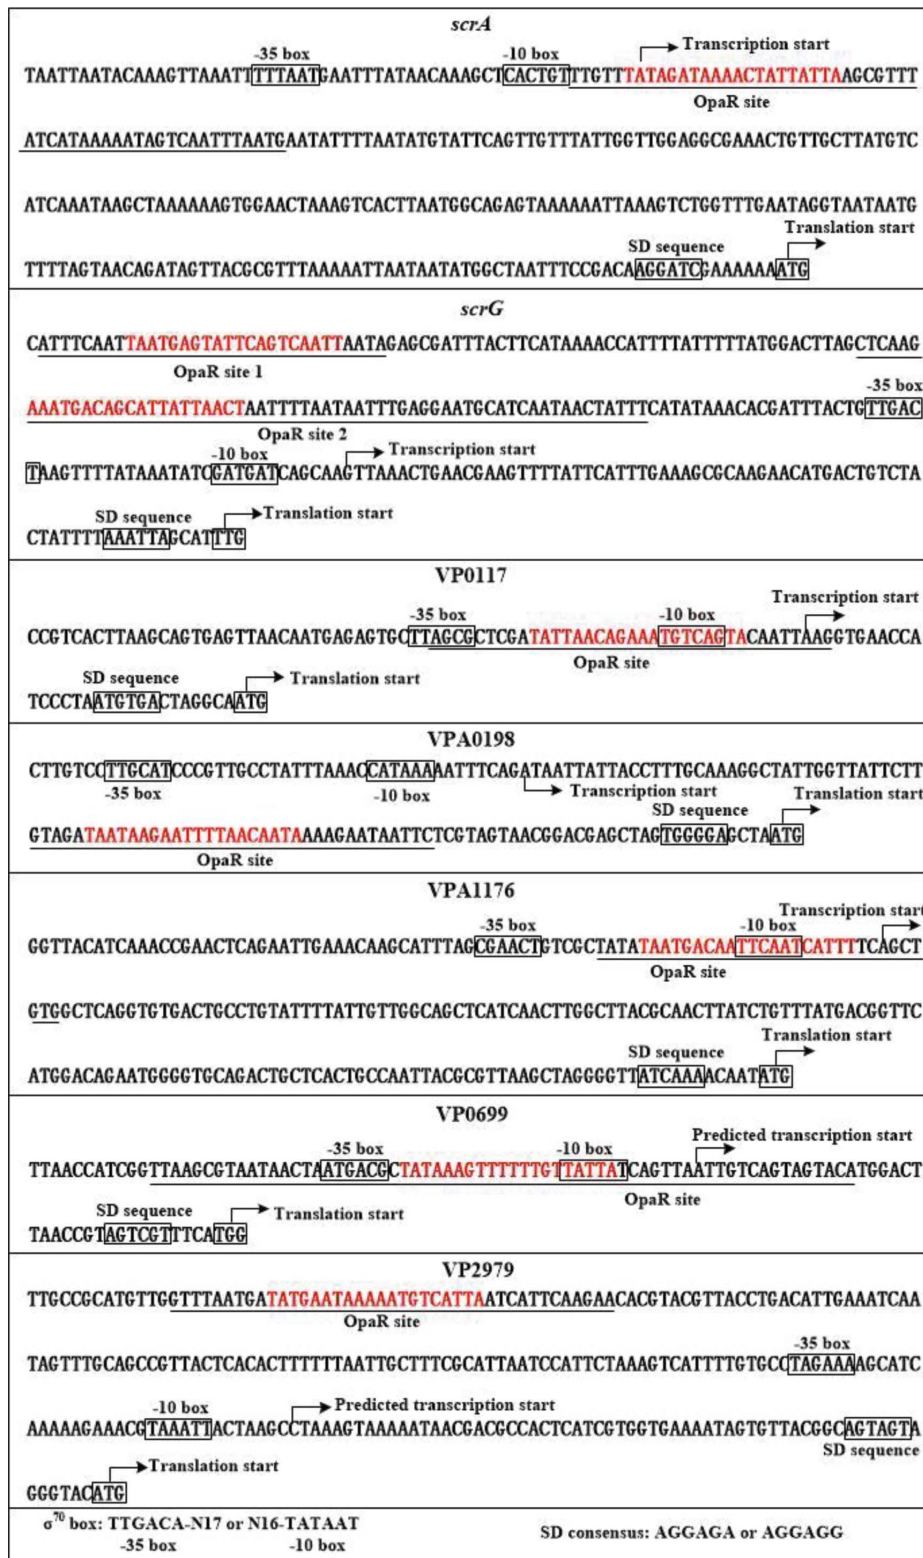 scrA
-35 box -10 box Transcription start
TAATTAATACAAAGTTAAATTTTTAATGAATTTATAACAAAGCTCACTGTTTGTTTATAGATAAAACTATTATTAAGCGTTT
OpaR site
ATCATAAAAATAGTCAATTTAATGAATATTTTAATATGTATTCAGTTGTTTATTGGTTGGAGGCGAAACTGTTGCTTATGTC
ATCAAATAAGCTAAAAAAGTGGAACTAAAGTCACTTAATGGCAGAGTAAAAAATTAAAGTCTGGTTTGAATAGGTAATAATG
SD sequence Translation start
TTTTAGTAACAGATAGTTACGCGTTTAAAAATTAATAATATGGCTAATTTCCGACAAGGATCGAAAAAAATG
scrG
CATTTCAATTAATGAGTATTCAGTCAATTAATAGAGCGATTTACTTCATAAAACCATTTTATTTTTATGGACTTAGCTCAAG
OpaR site 1
-35 box
AAATGACAGCATTATTAACTAATTTTAATAATTTGAGGAATGCATCAATAACTATTTCATATAAACACGATTTACTGTTGAC
OpaR site 2
-10 box Transcription start
TAAGTTTTATAAATATCGATGATCAGCAAGTTAAACTGAACGAAGTTTTATTCATTTGAAAGCGCAAGAACATGACTGTCTA
SD sequence Translation start
CTATTTTAAATTAGCATTTG
VP0117
-35 box -10 box Transcription start
CCGTCACTTAAGCAGTGAGTTAACAATGAGAGTGCTTAGCGCTCGATATTAACAGAAATGTCAGTACAATTAAGGTGAACCA
OpaR site
SD sequence Translation start
TCCCTAATGTGACTAGGCAATG
VPA0198
CTTGTCCTTGCATCCCGTTGCCTATTTAAACCATAAAAATTTCAGATAATTATTACCTTTGCAAAGGCTATTGGTTATTCTT
-35 box -10 box Transcription start
SD sequence Translation start
GTAGATAATAAGAATTTTAACAATAAAAGAATAATTCTCGTAGTAACGGACGAGCTAGTGGGGAGCTAATG
OpaR site
VPA1176
-35 box -10 box Transcription start
GGTTACATCAAACCGAACTCAGAATTGAAACAAGCATTTAGCGAACTGTCGCTATATAATGACAATTCAATCATTTTCAGCT
OpaR site
GTGGCTCAGGTGTGACTGCCTGTATTTTATTGTTGGCAGCTCATCAACTTGGCTTACGCAACTTATCTGTTTATGACGGTTC
SD sequence Translation start
ATGGACAGAATGGGGTGCAGACTGCTCACTGCCAATTACGCGTTAAGCTAGGGGTTATCAAAACAATATG
VP0699
-35 box -10 box Predicted transcription start
TTAACCATCGGTTAAGCGTAATAACTAATGACGCTATAAAGTTTTTTGTTATTATCAGTTAATTGTCAGTAGTACATGGACT
OpaR site
SD sequence Translation start
TAACCGTAGTCGTTTCATGG
VP2979
TTGCCGCATGTTGGTTTAATGATATGAATAAAAATGTCATTAATCATTCAAGAACACGTACGTTACCTGACATTGAAATCAA
OpaR site
-35 box
TAGTTTGCAGCCGTTACTCACACTTTTTTAATTGCTTTCGCATTAATCCATTCTAAAGTCATTTTGTGCCTAGAAAAGCATC
-10 box Predicted transcription start
AAAAAGAAACGTAAATTACTAAGCCTAAAGTAAAAATAACGACGCCACTCATCGTGGTGAAAATAGTGTTACGGCAGTAGTA
SD sequence
Translation start
GGGTACATG
σ70 box: TTGACA-N17 or N16-TATAAT SD consensus: AGGAGA or AGGAGG
-35 box -10 box